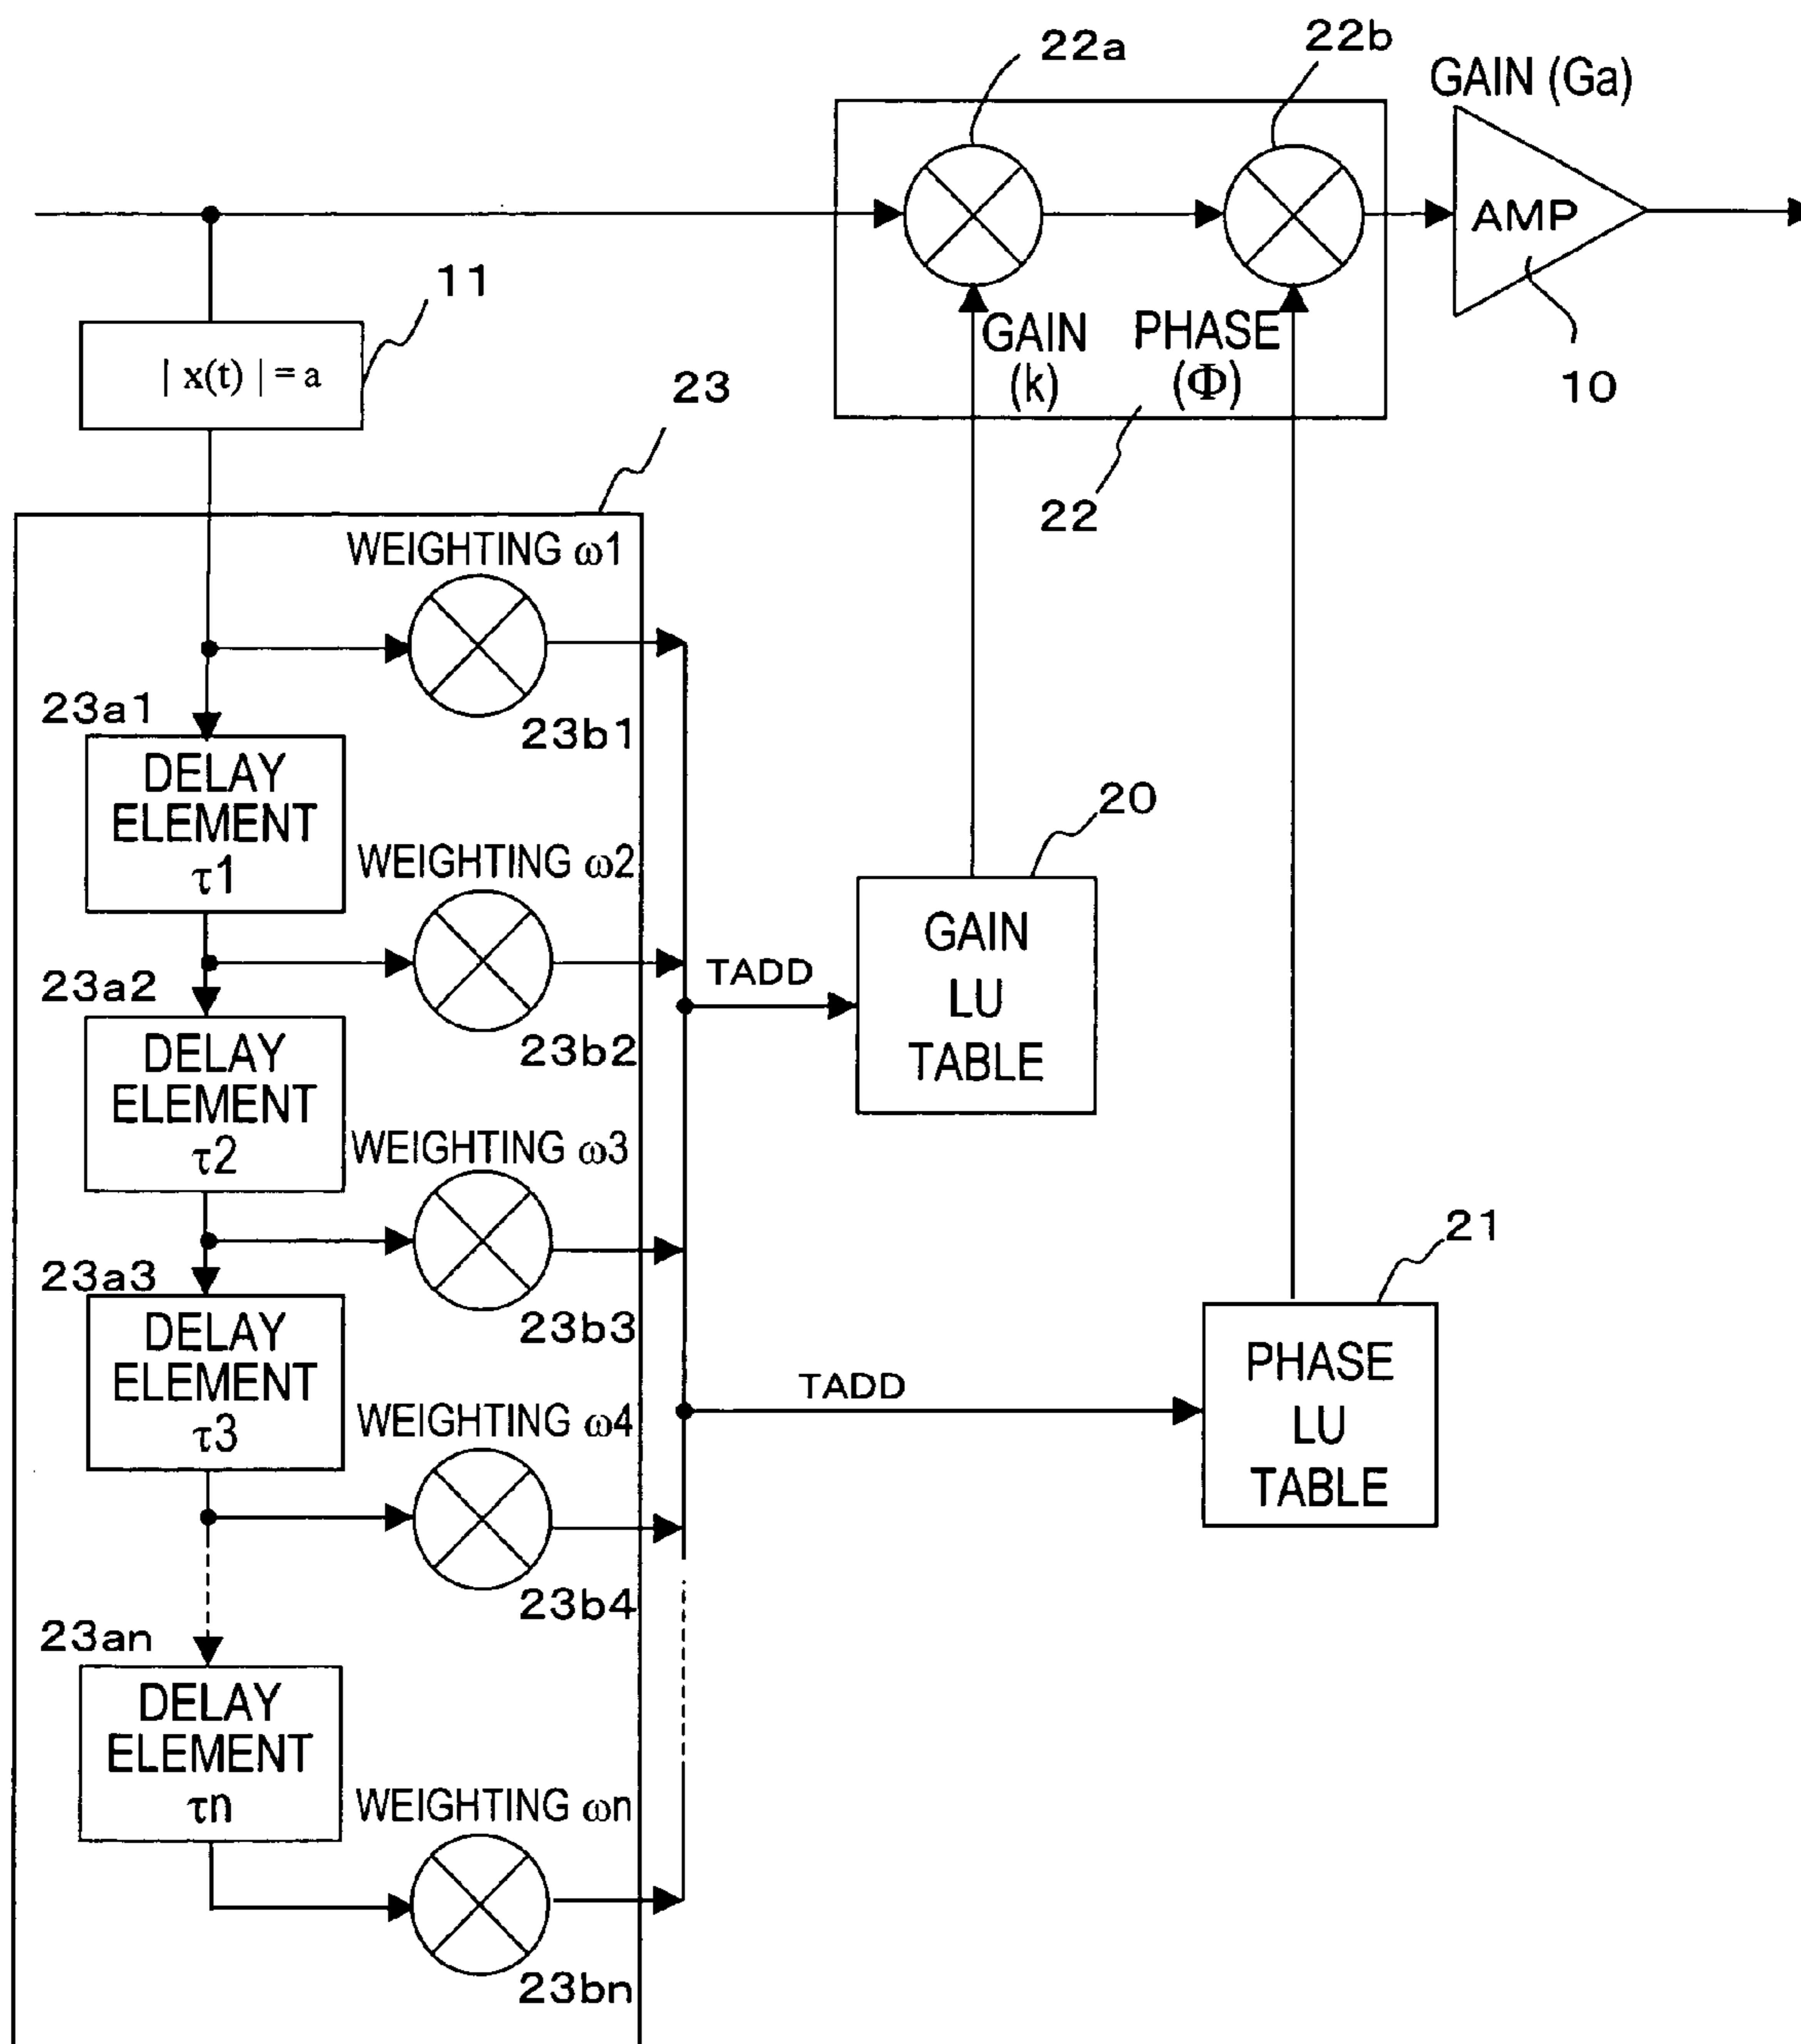 22a
22b
GAIN (Ga)
AMP
11
| x(t) | = a
GAIN
(k)
PHASE
(Φ)
10
23
22
WEIGHTING ω1
23a1
23b1
DELAY
ELEMENT
τ1
20
WEIGHTING ω2
GAIN
LU
TABLE
TADD
23a2
23b2
DELAY
ELEMENT
τ2
WEIGHTING ω3
21
23a3
23b3
DELAY
ELEMENT
τ3
PHASE
LU
TABLE
TADD
WEIGHTING ω4
23b4
23an
DELAY
ELEMENT
τn
WEIGHTING ωn
23bn